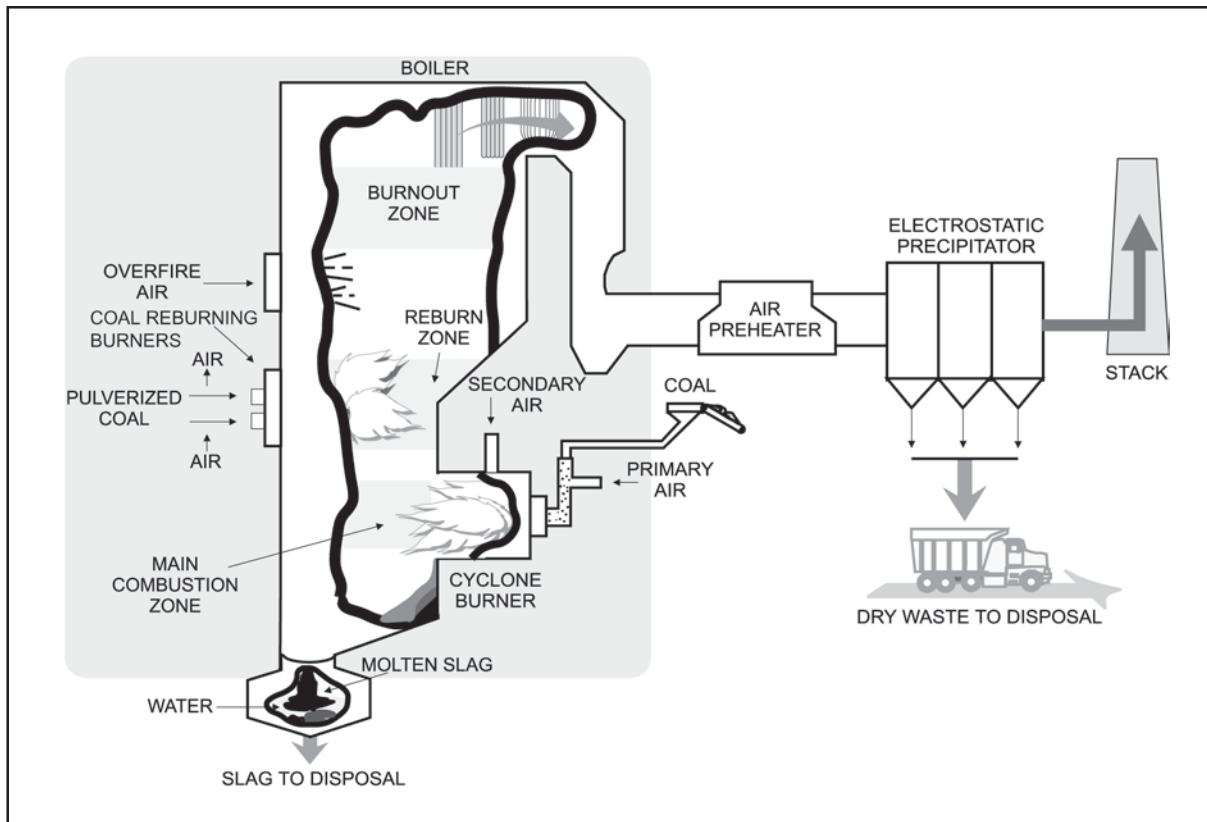 BOILER
BURNOUT
ZONE
OVERFIRE
AIR
COAL REBURNING
BURNERS
AIR
PULVERIZED
COAL
AIR
REBURN
ZONE
SECONDARY
AIR
COAL
PRIMARY
AIR
MAIN
COMBUSTION
ZONE
CYCLONE
BURNER
MOLTEN SLAG
WATER
SLAG TO DISPOSAL
AIR
PREHEATER
ELECTROSTATIC
PRECIPITATOR
STACK
DRY WASTE TO DISPOSAL